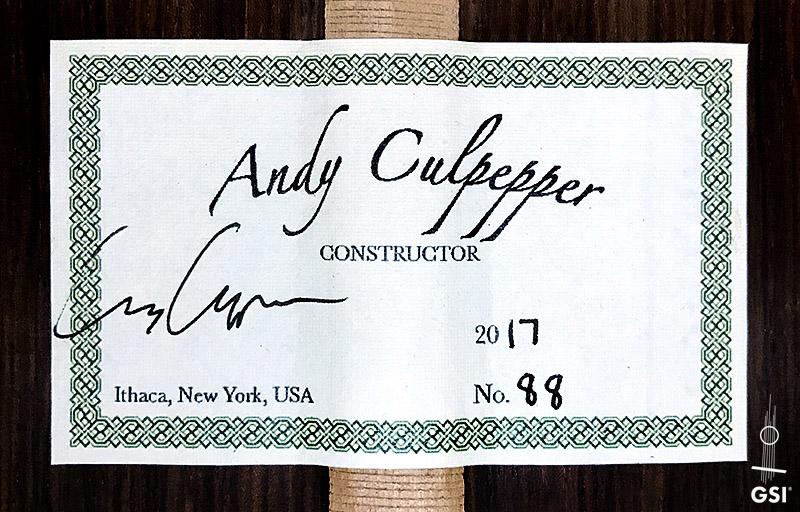 Andy Culpepper
CONSTRUCTOR
2017
Ithaca, New York, USA
No. 88
GSI